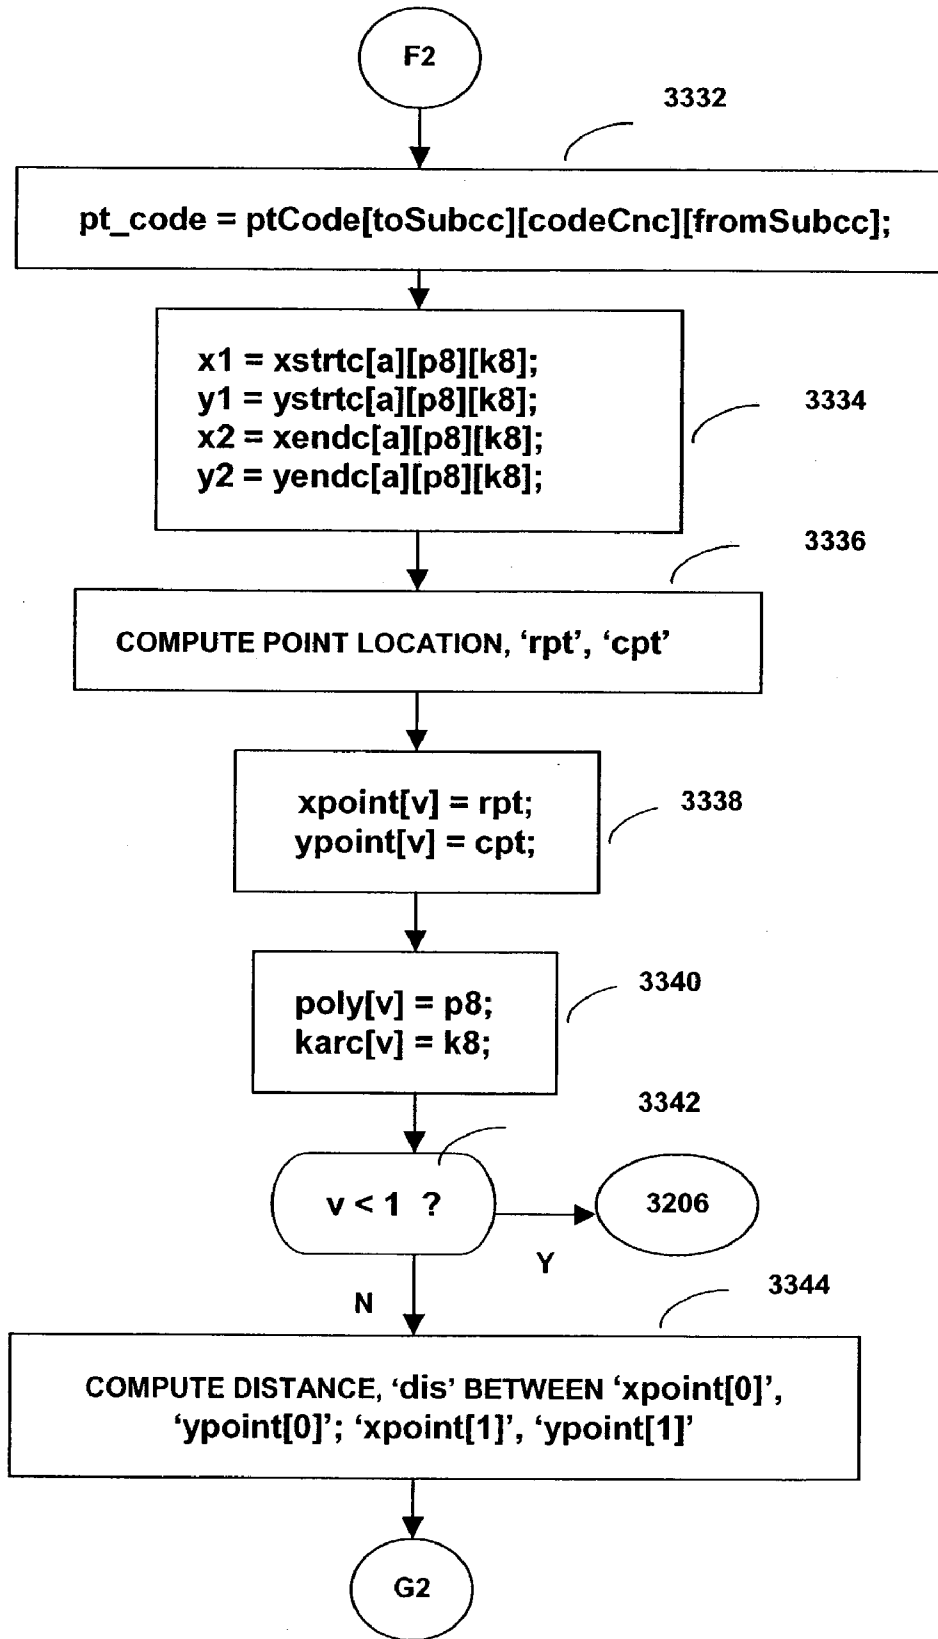 F2
3332
pt_code = ptCode[toSubcc][codeCnc][fromSubcc];
x1 = xstrtc[a][p8][k8];
y1 = ystrtc[a][p8][k8];
x2 = xendc[a][p8][k8];
y2 = yendc[a][p8][k8];
3334
3336
COMPUTE POINT LOCATION, ‘rpt’, ‘cpt’
xpoint[v] = rpt;
ypoint[v] = cpt;
3338
poly[v] = p8;
karc[v] = k8;
3340
3342
v < 1 ?
3206
Y
N
3344
COMPUTE DISTANCE, ‘dis’ BETWEEN ‘xpoint[0]’,
‘ypoint[0]’; ‘xpoint[1]’, ‘ypoint[1]’
G2